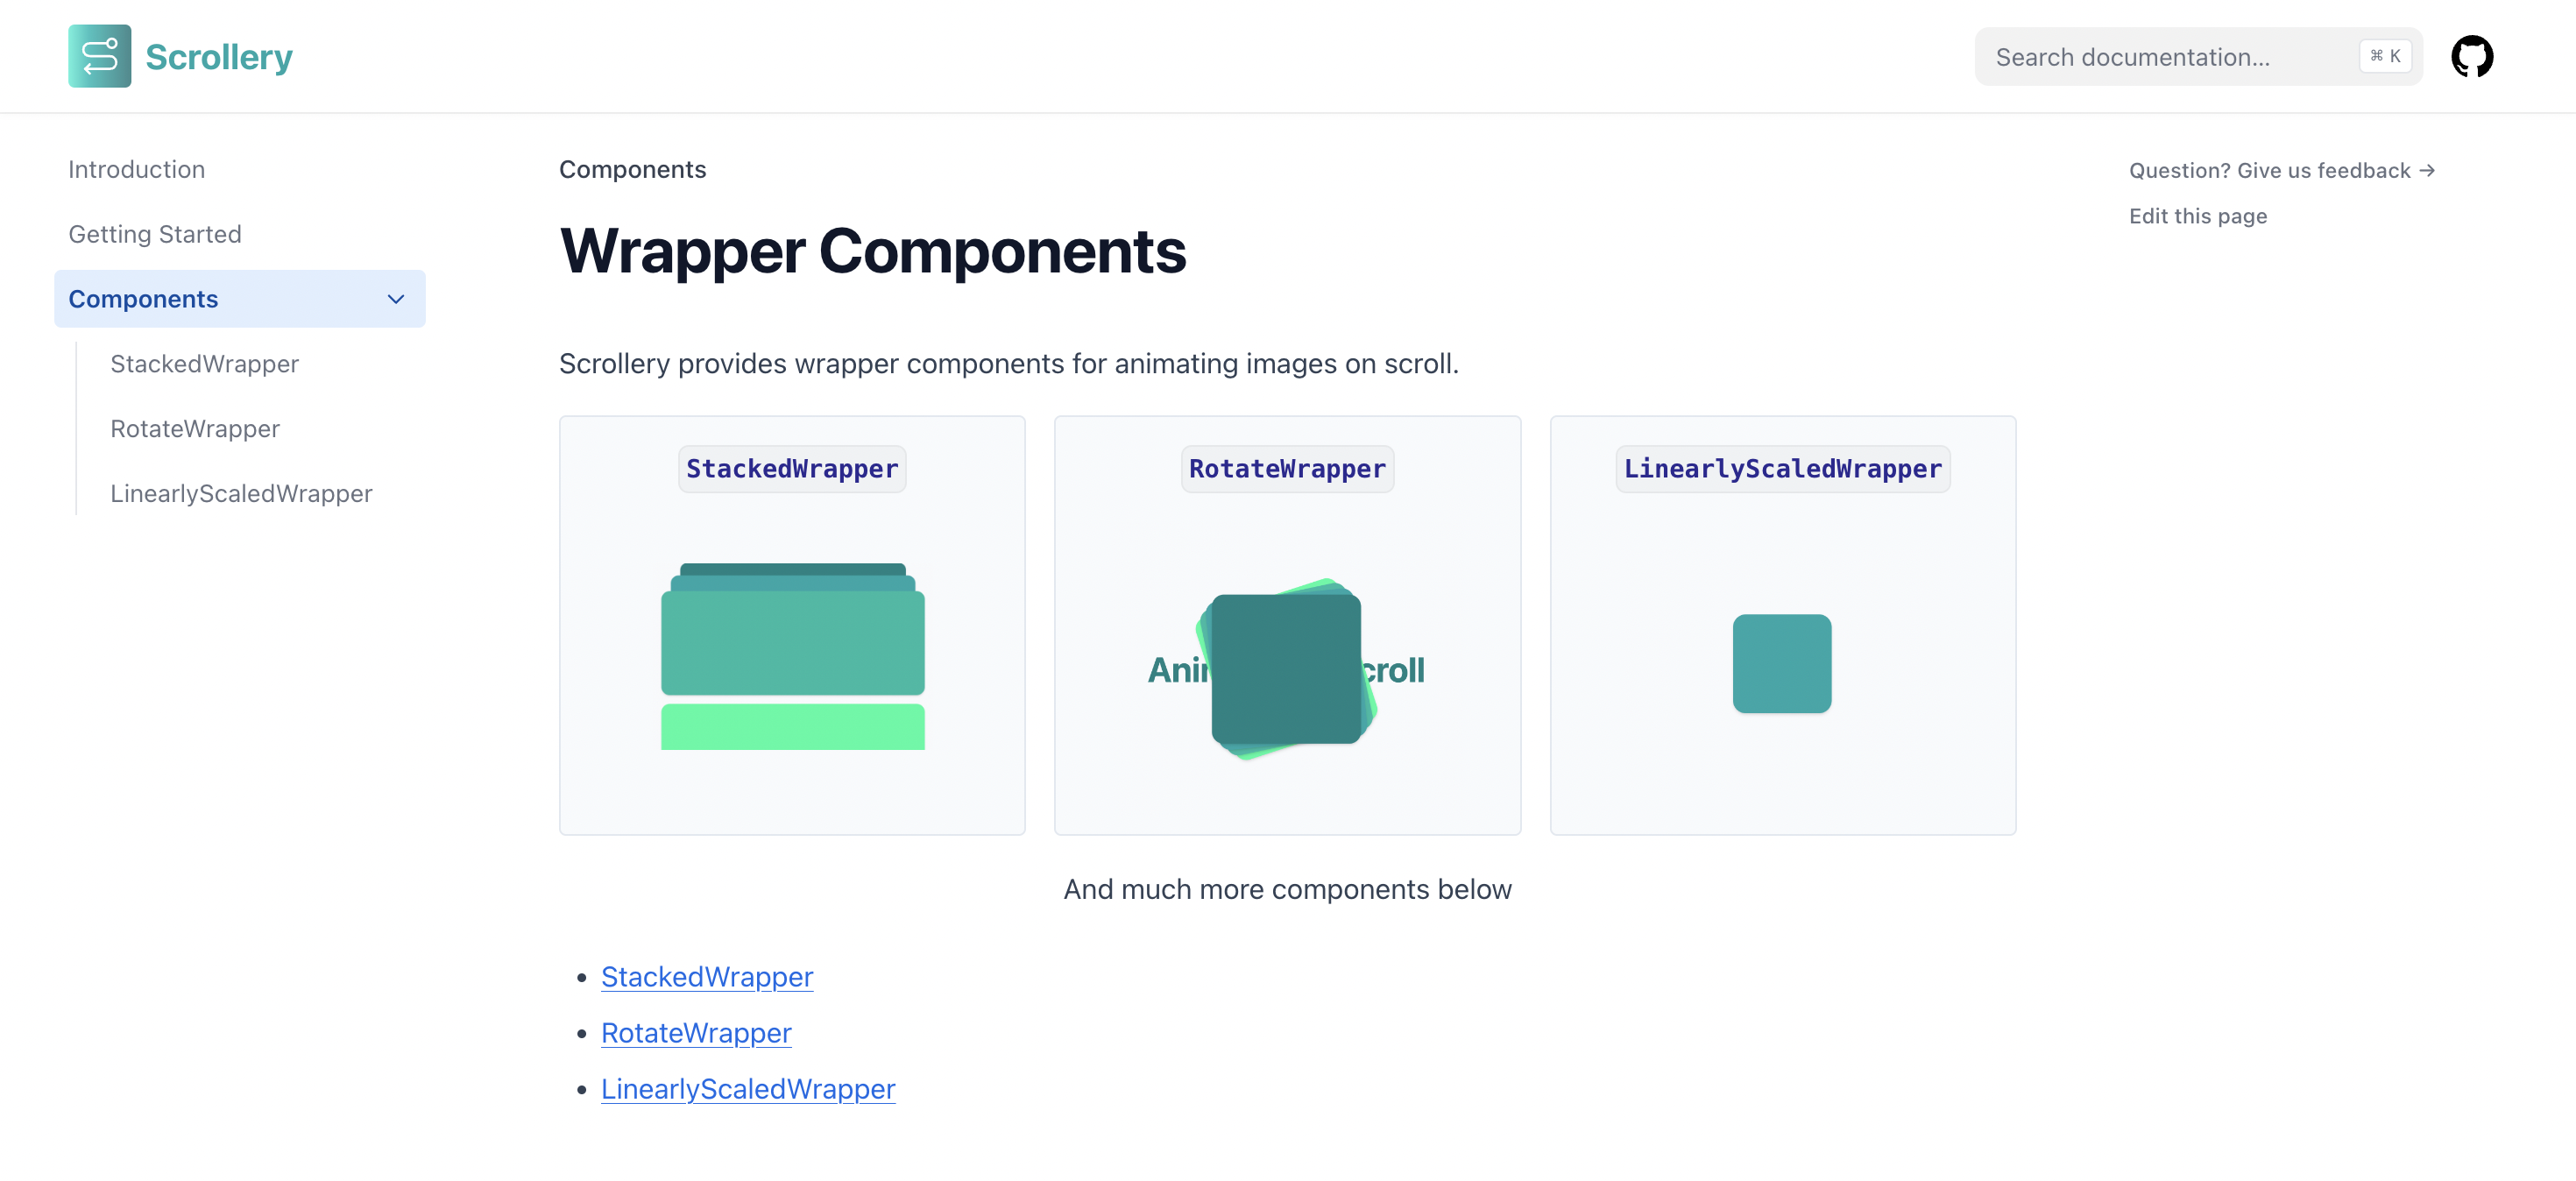 Scrollery
Search documentation...
⌘ K
Introduction
Getting Started
Components
StackedWrapper
RotateWrapper
LinearlyScaledWrapper
Components
Wrapper Components
Scrollery provides wrapper components for animating images on scroll.
StackedWrapper
RotateWrapper
LinearlyScaledWrapper
croll
And much more components below
StackedWrapper
RotateWrapper
LinearlyScaledWrapper
Question? Give us feedback →
Edit this page